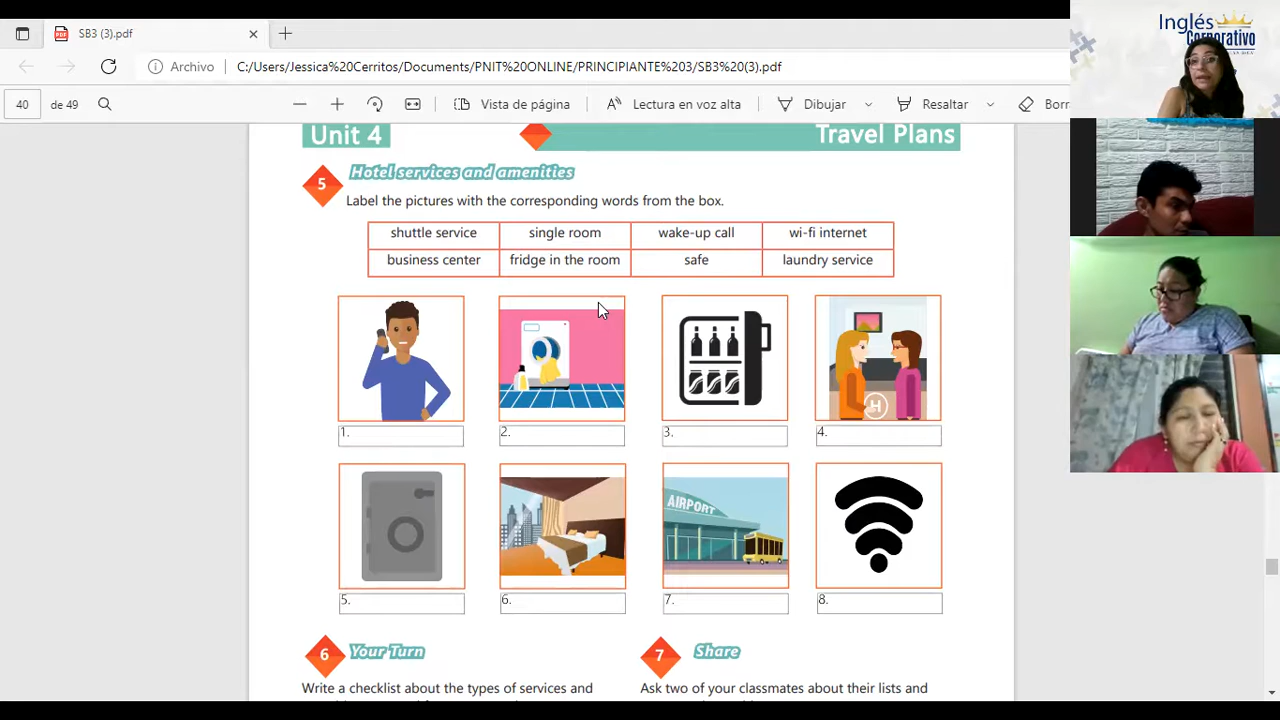 SB3 (3).pdf
Archivo
C:/Users/Jessica%20Cerritos/Documents/PNIT%20ONLINE/PRINCIPIANTE%203/SB3%20(3).pdf
40
de 49
Vista de página
Lectura en voz alta
Dibujar
Resaltar
Borr
Inglés
Corporativo
Unit 4
Travel Plans
5
Hotel services and amenities
Label the pictures with the corresponding words from the box.
shuttle service single room wake-up call wi-fi internet
business center fridge in the room safe laundry service
H
1. 2. 3. 4.
AIRPORT
5. 6. 7. 8.
6 Your Turn
7 Share
Write a checklist about the types of services and
Ask two of your classmates about their lists and